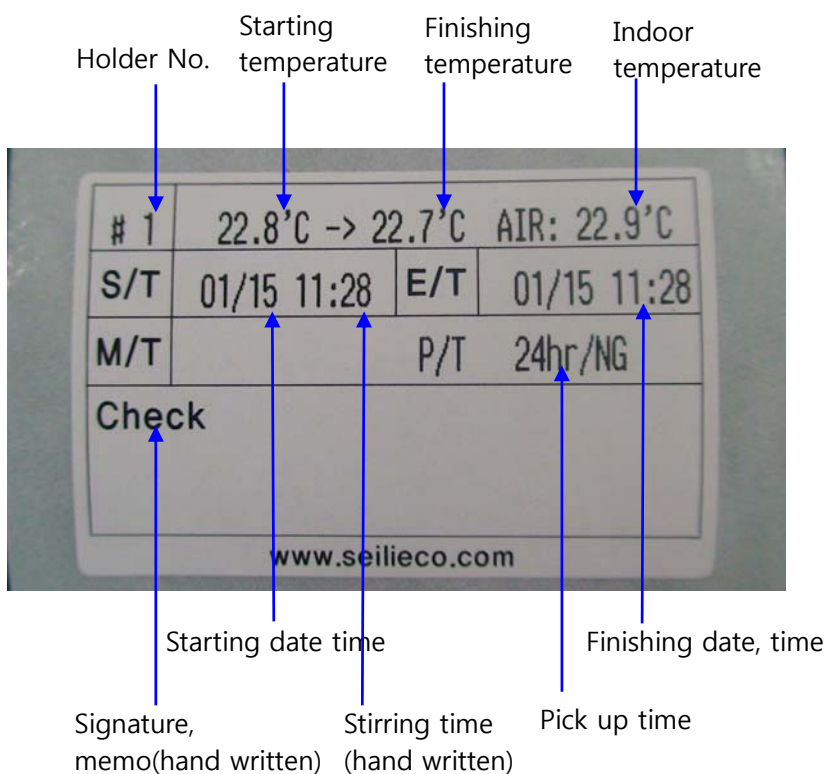 Holder No.
Starting temperature
Finishing temperature
Indoor temperature
# 1 22.8'C -> 22.7'C AIR: 22.9'C
S/T 01/15 11:28 E/T 01/15 11:28
M/T P/T 24hr/NG
Check
www.seilieco.com
Starting date time
Finishing date, time
Signature, memo(hand written)
Stirring time (hand written)
Pick up time